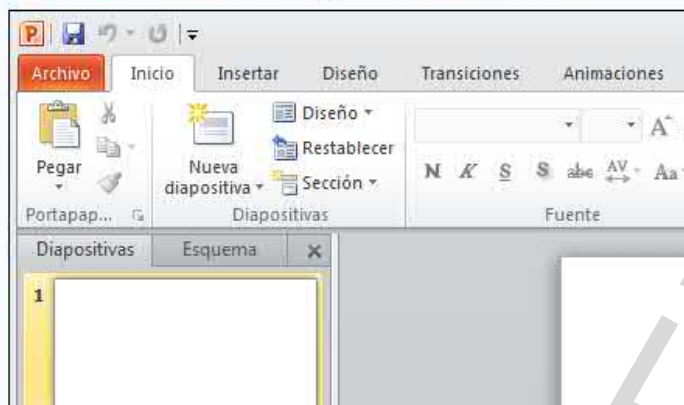 P
Archivo Inicio Insertar Diseño Transiciones Animaciones
Pegar
Nueva diapositiva
Diseño
Restablecer
Sección
N K S S abc AV Aa A
Portapap... Diapositivas Fuente
Diapositivas Esquema
1